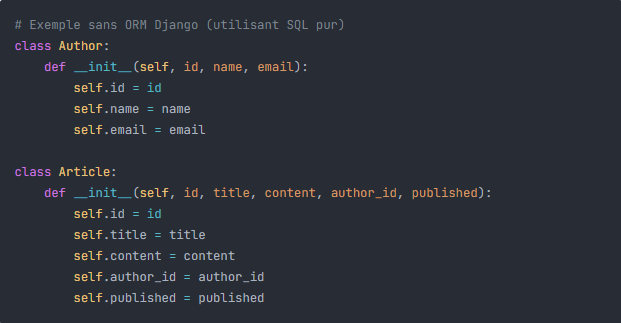 # Exemple sans ORM Django (utilisant SQL pur)
class Author:
    def __init__(self, id, name, email):
        self.id = id
        self.name = name
        self.email = email

class Article:
    def __init__(self, id, title, content, author_id, published):
        self.id = id
        self.title = title
        self.content = content
        self.author_id = author_id
        self.published = published